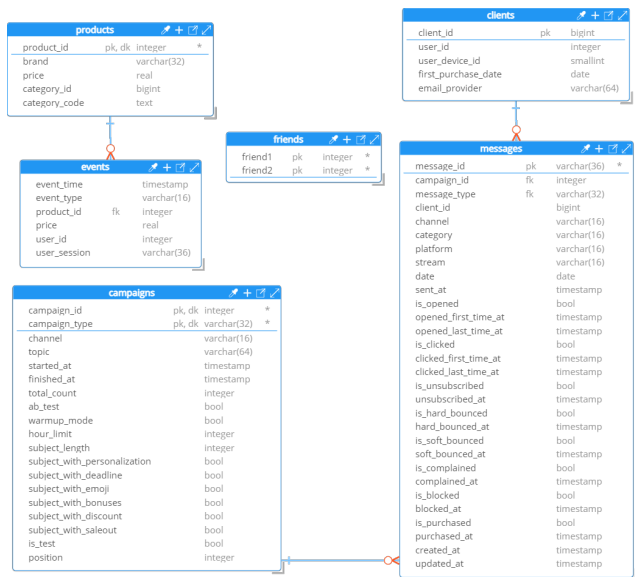 products
product_id pk, dk integer *
brand varchar(32)
price real
category_id bigint
category_code text
clients
client_id pk bigint
user_id integer
user_device_id smallint
first_purchase_date date
email_provider varchar(64)
friends
friend1 pk integer *
friend2 pk integer *
events
event_time timestamp
event_type varchar(16)
product_id fk integer
price real
user_id integer
user_session varchar(36)
messages
message_id pk varchar(36) *
campaign_id fk integer
message_type fk varchar(32)
client_id bigint
channel varchar(16)
category varchar(16)
platform varchar(16)
stream varchar(16)
date date
sent_at timestamp
is_opened bool
opened_first_time_at timestamp
opened_last_time_at timestamp
is_clicked bool
clicked_first_time_at timestamp
clicked_last_time_at timestamp
is_unsubscribed bool
unsubscribed_at timestamp
is_hard_bounced bool
hard_bounced_at timestamp
is_soft_bounced bool
soft_bounced_at timestamp
is_complained bool
complained_at timestamp
is_blocked bool
blocked_at timestamp
is_purchased bool
purchased_at timestamp
created_at timestamp
updated_at timestamp
campaigns
campaign_id pk, dk integer *
campaign_type pk, dk varchar(32) *
channel varchar(16)
topic varchar(64)
started_at timestamp
finished_at timestamp
total_count integer
ab_test bool
warmup_mode bool
hour_limit integer
subject_length integer
subject_with_personalization bool
subject_with_deadline bool
subject_with_emoji bool
subject_with_bonuses bool
subject_with_discount bool
subject_with_saleout bool
is_test bool
position integer